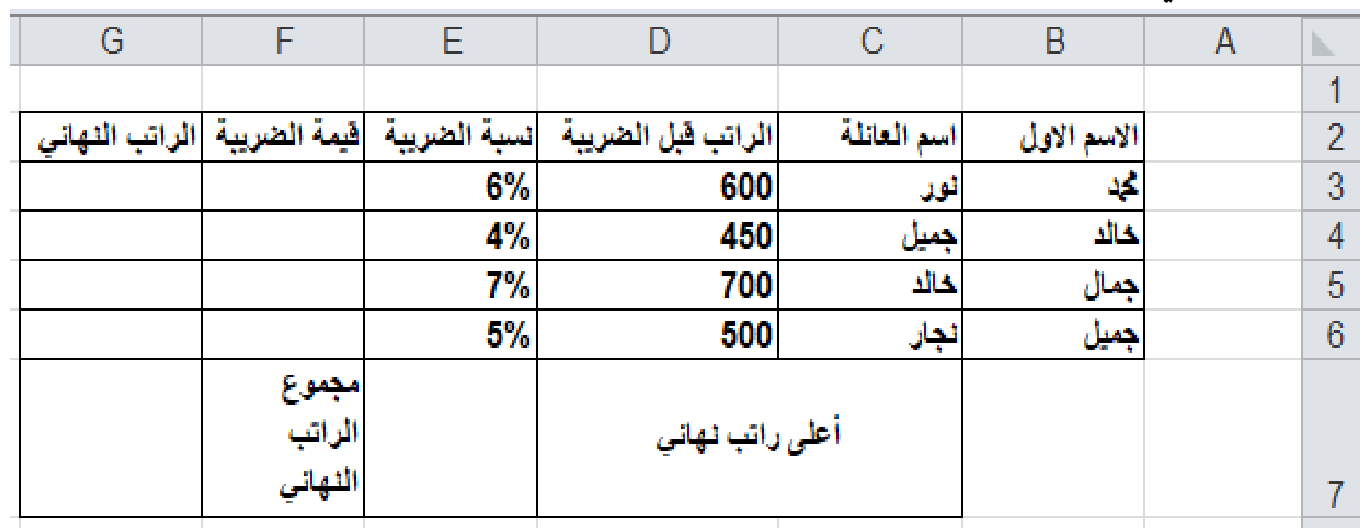 A B C D E F G
1
2 الاسم الاول اسم العائلة الراتب قبل الضريبة نسبة الضريبة قيمة الضريبة الراتب النهائي
3 محمد نور 600 6%
4 خالد جميل 450 4%
5 جمال خالد 700 7%
6 جميل نجار 500 5%
7 أعلى راتب نهائي مجموع
الراتب
النهائي